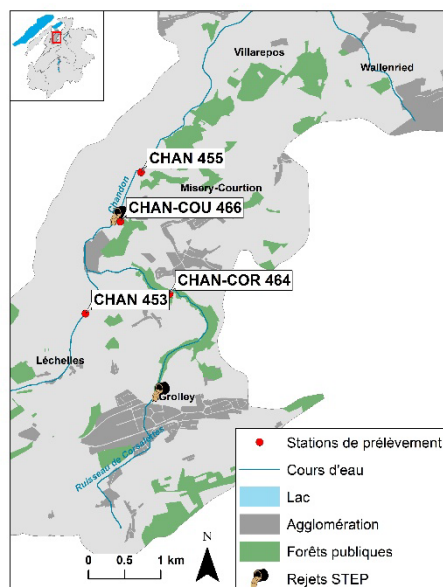 Villarepos
Wallenried
CHAN 455
Chandon
Misery-Courtion
CHAN-COU 466
CHAN-COR 464
CHAN 453
Léchelles
Grolley
Ruisseau de Corsalettes
Stations de prélèvement
Cours d'eau
Lac
Agglomération
Forêts publiques
Rejets STEP
N
0 0.5 1 km